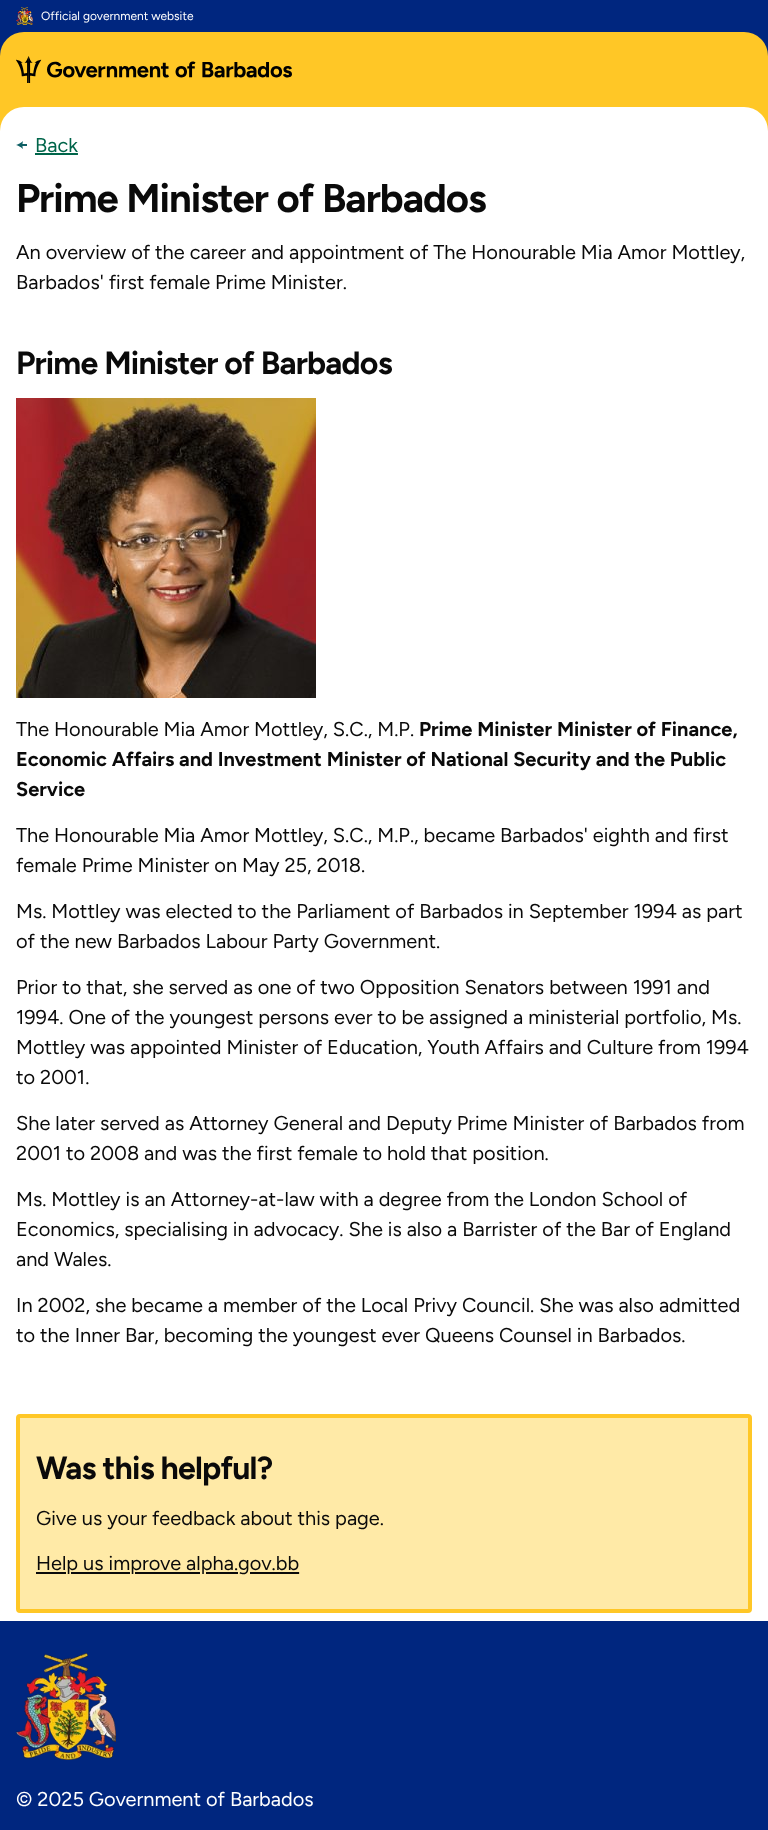 Official government website
Government of Barbados
Back
Prime Minister of Barbados
An overview of the career and appointment of The Honourable Mia Amor Mottley,
Barbados' first female Prime Minister.
Prime Minister of Barbados
The Honourable Mia Amor Mottley, S.C., M.P. Prime Minister Minister of Finance,
Economic Affairs and Investment Minister of National Security and the Public
Service
The Honourable Mia Amor Mottley, S.C., M.P., became Barbados' eighth and first
female Prime Minister on May 25, 2018.
Ms. Mottley was elected to the Parliament of Barbados in September 1994 as part
of the new Barbados Labour Party Government.
Prior to that, she served as one of two Opposition Senators between 1991 and
1994. One of the youngest persons ever to be assigned a ministerial portfolio, Ms.
Mottley was appointed Minister of Education, Youth Affairs and Culture from 1994
to 2001.
She later served as Attorney General and Deputy Prime Minister of Barbados from
2001 to 2008 and was the first female to hold that position.
Ms. Mottley is an Attorney-at-law with a degree from the London School of
Economics, specialising in advocacy. She is also a Barrister of the Bar of England
and Wales.
In 2002, she became a member of the Local Privy Council. She was also admitted
to the Inner Bar, becoming the youngest ever Queens Counsel in Barbados.
Was this helpful?
Give us your feedback about this page.
Help us improve alpha.gov.bb
PRIDE AND INDUSTRY
© 2025 Government of Barbados